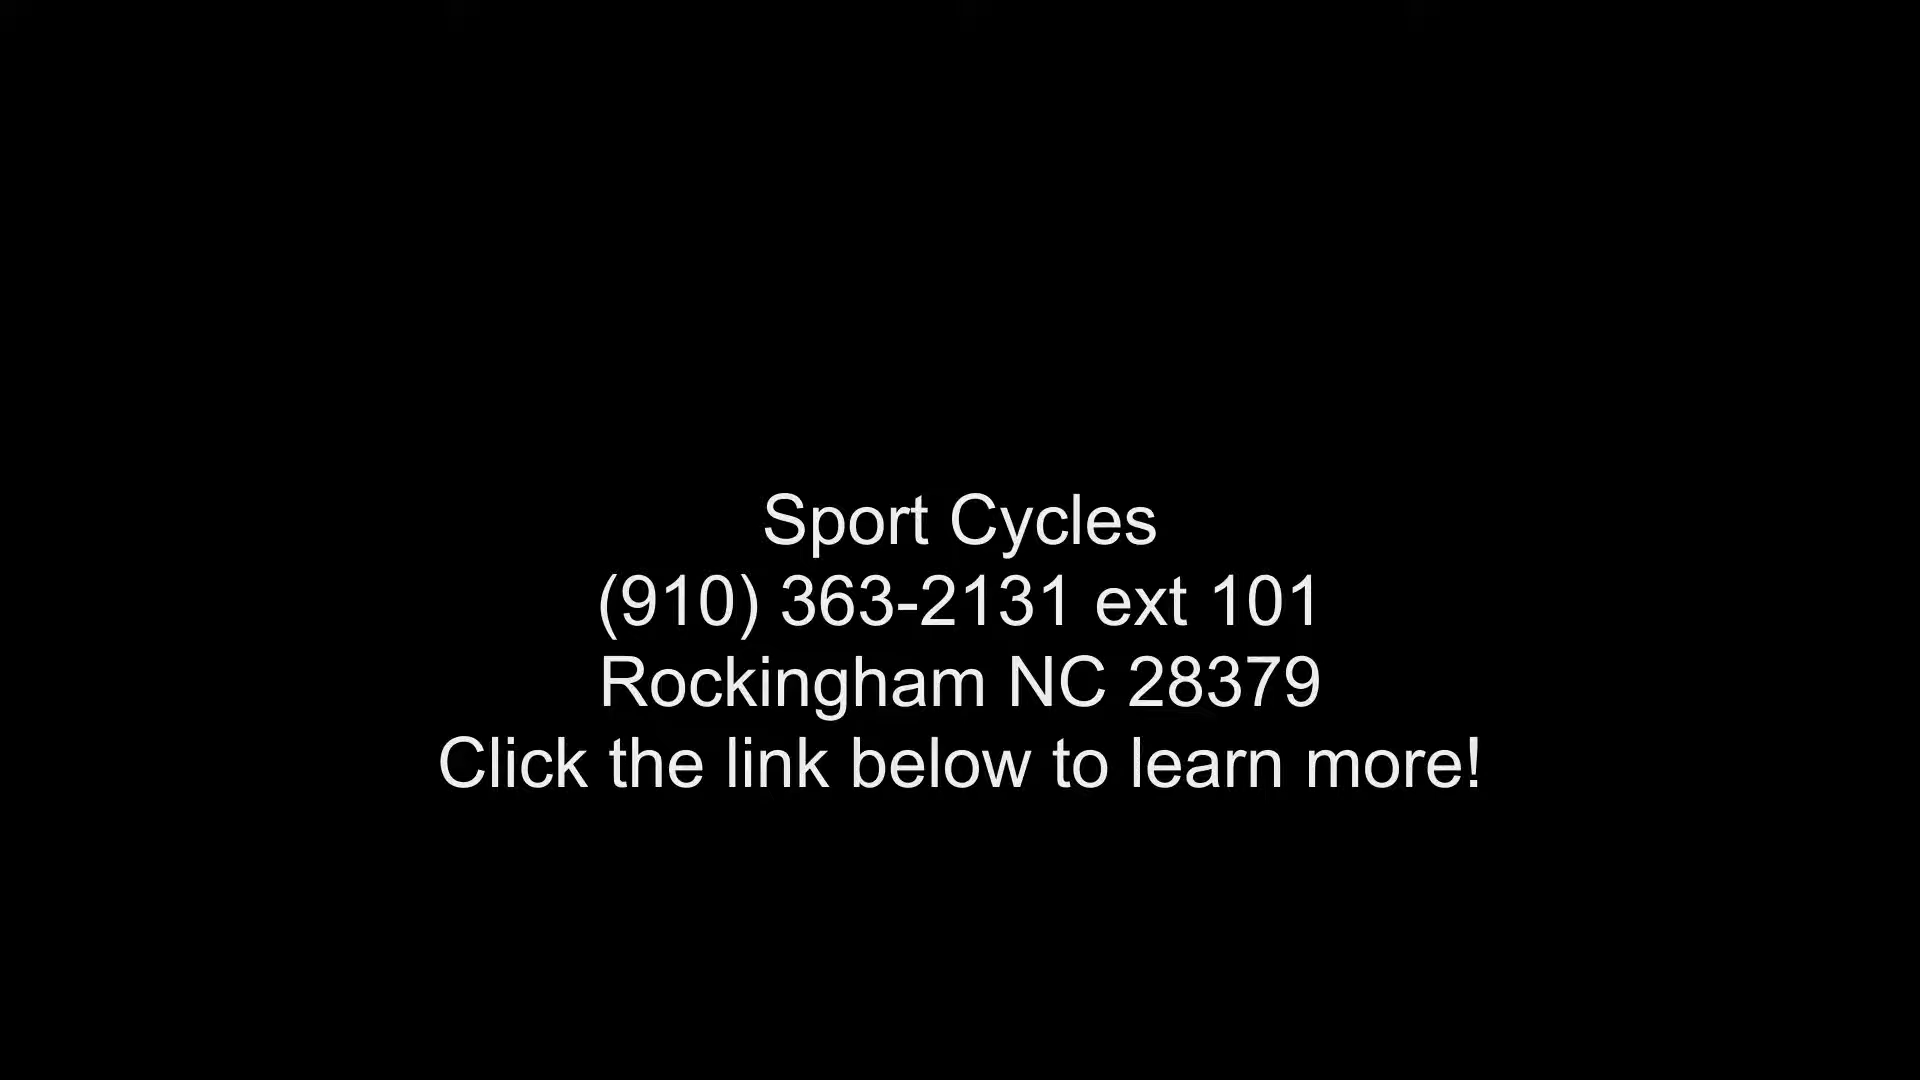 Sport Cycles
(910) 363-2131 ext 101
Rockingham NC 28379
Click the link below to learn more!